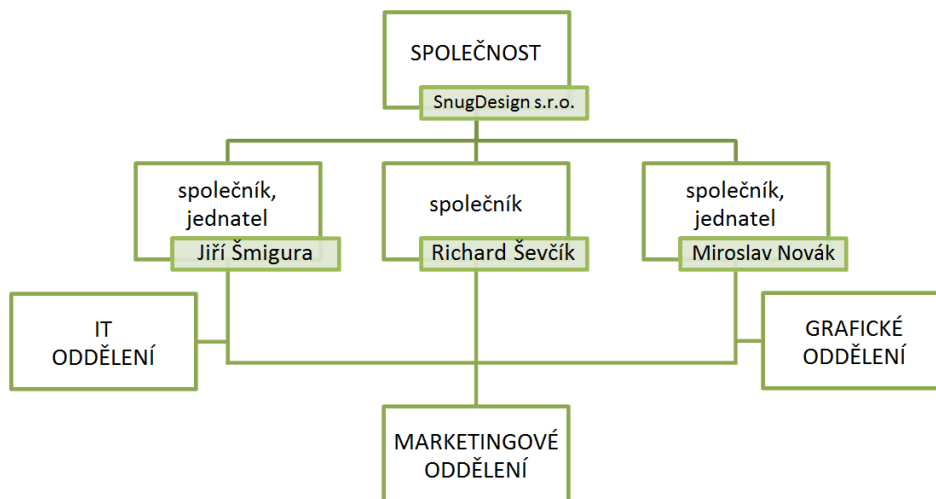 SPOLEČNOST
SnugDesign s.r.o.
společník,
jednatel
Jiří Šmigura
společník
Richard Ševčík
společník,
jednatel
Miroslav Novák
IT
ODDĚLENÍ
GRAFICKÉ
ODDĚLENÍ
MARKETINGOVÉ
ODDĚLENÍ